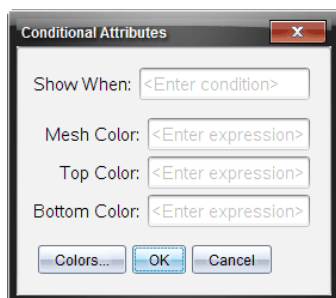 Conditional Attributes
Show When: <Enter condition>
Mesh Color: <Enter expression>
Top Color: <Enter expression>
Bottom Color: <Enter expression>
Colors... OK Cancel